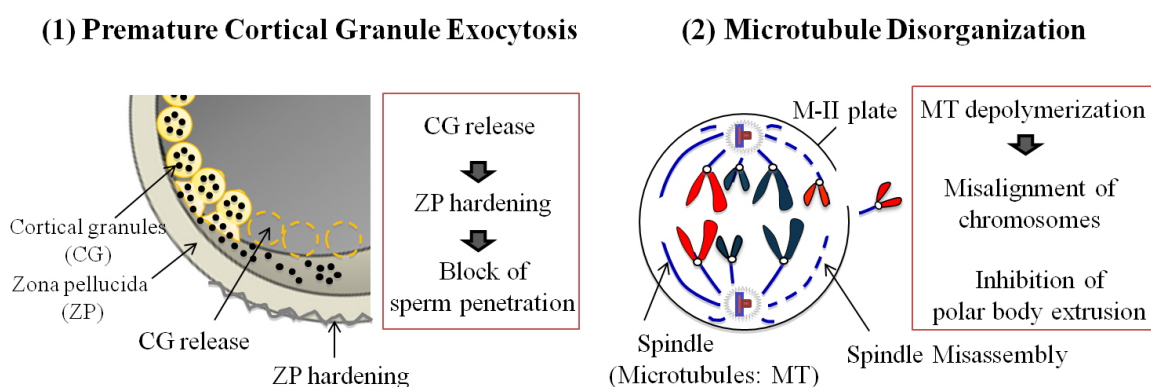 (1) Premature Cortical Granule Exocytosis
CG release
ZP hardening
Block of
sperm penetration
Cortical granules
(CG)
Zona pellucida
(ZP)
CG release
ZP hardening
(2) Microtubule Disorganization
M-II plate
MT depolymerization
Misalignment of
chromosomes
Inhibition of
polar body extrusion
Spindle
(Microtubules: MT)
Spindle Misassembly